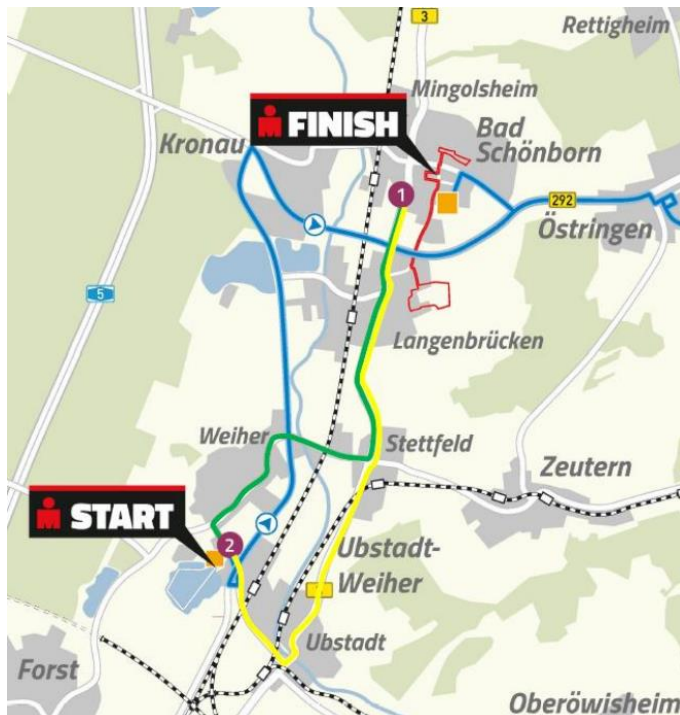 3
Rettigheim
Mingolsheim
FINISH
Bad
Schönborn
Kronau
1
292
Östringen
5
Langenbrücken
Weiher
Stettfeld
Zeutern
START
2
Ubstadt-
Weiher
Ubstadt
Forst
Oberöwisheim